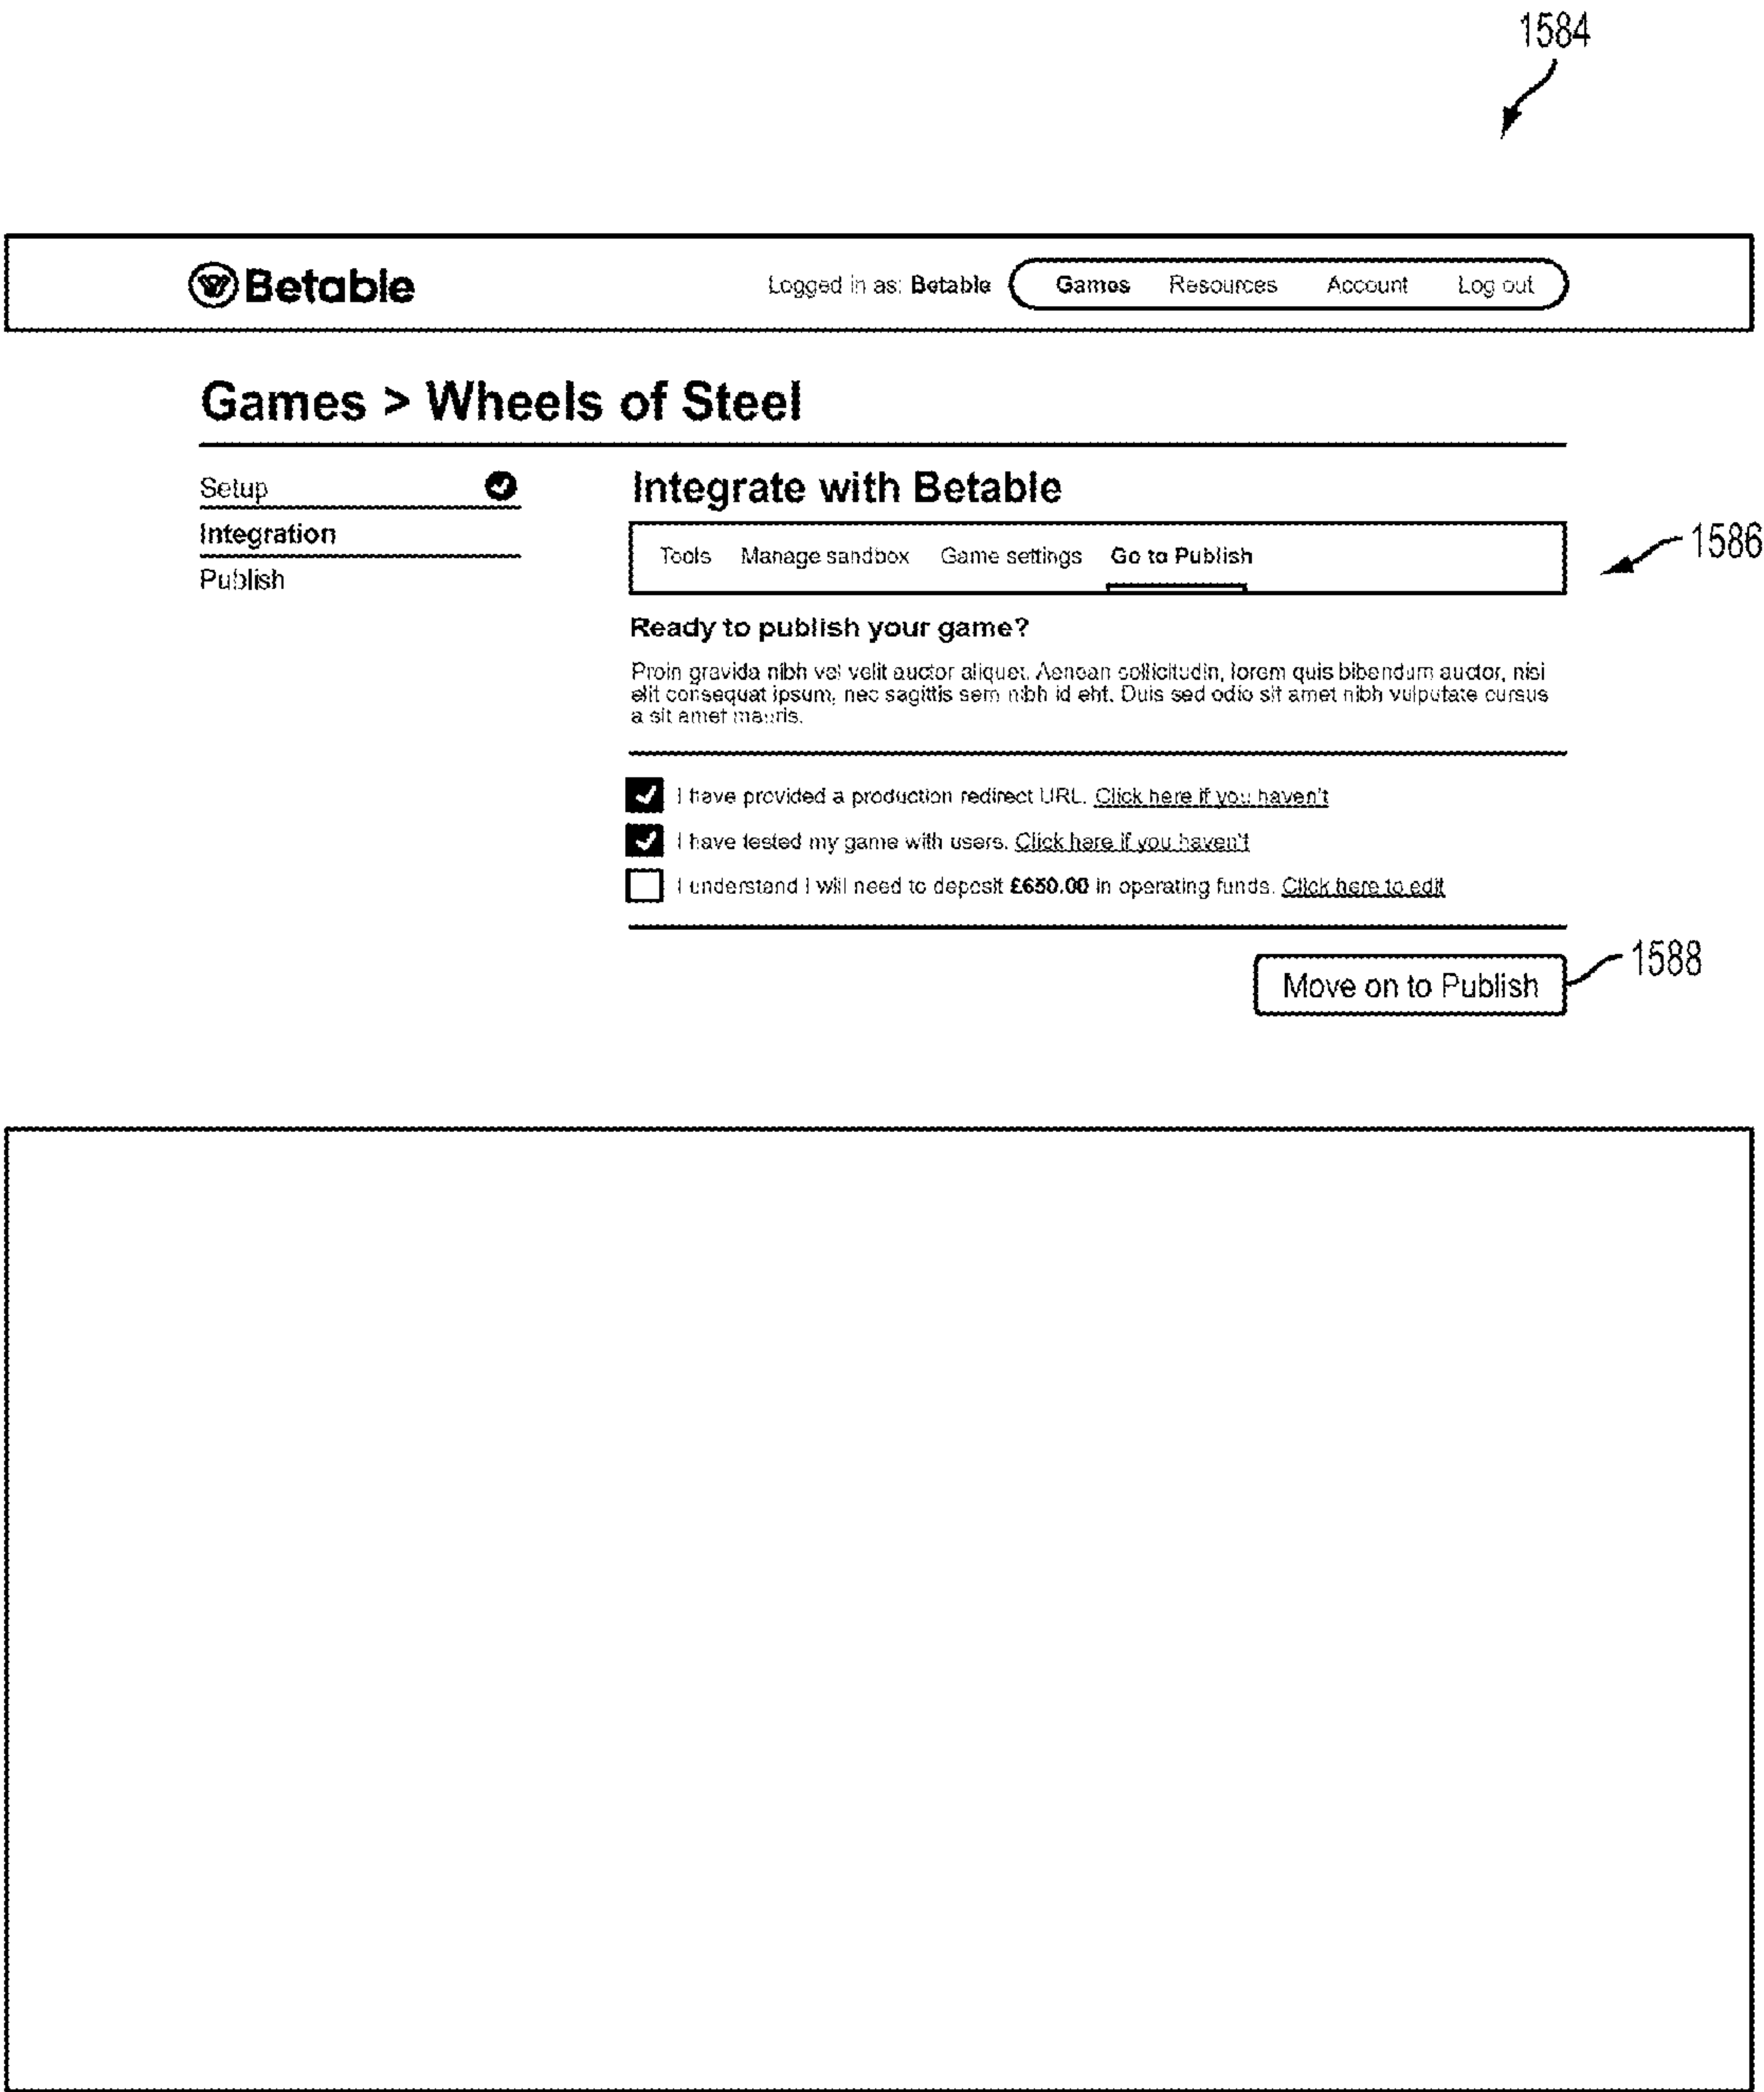 1584
Betable
Logged in as: Betable Games Resources Account Log out
Games > Wheels of Steel
Setup
Integration
Publish
Integrate with Betable
Tools Manage sandbox Game settings Go to Publish
1586
Ready to publish your game?
Proin gravida nibh vel velit auctor aliquet. Aenean sollicitudin, lorem quis bibendum auctor, nisi
elit consequat ipsum, nec sagittis sem nibh id elit. Duis sed odio sit amet nibh vulputate cursus
a sit amet mauris.
I have provided a production redirect URL. Click here if you haven't
I have tested my game with users. Click here if you haven't
I understand I will need to deposit £650.00 in operating funds. Click here to edit
Move on to Publish
1588